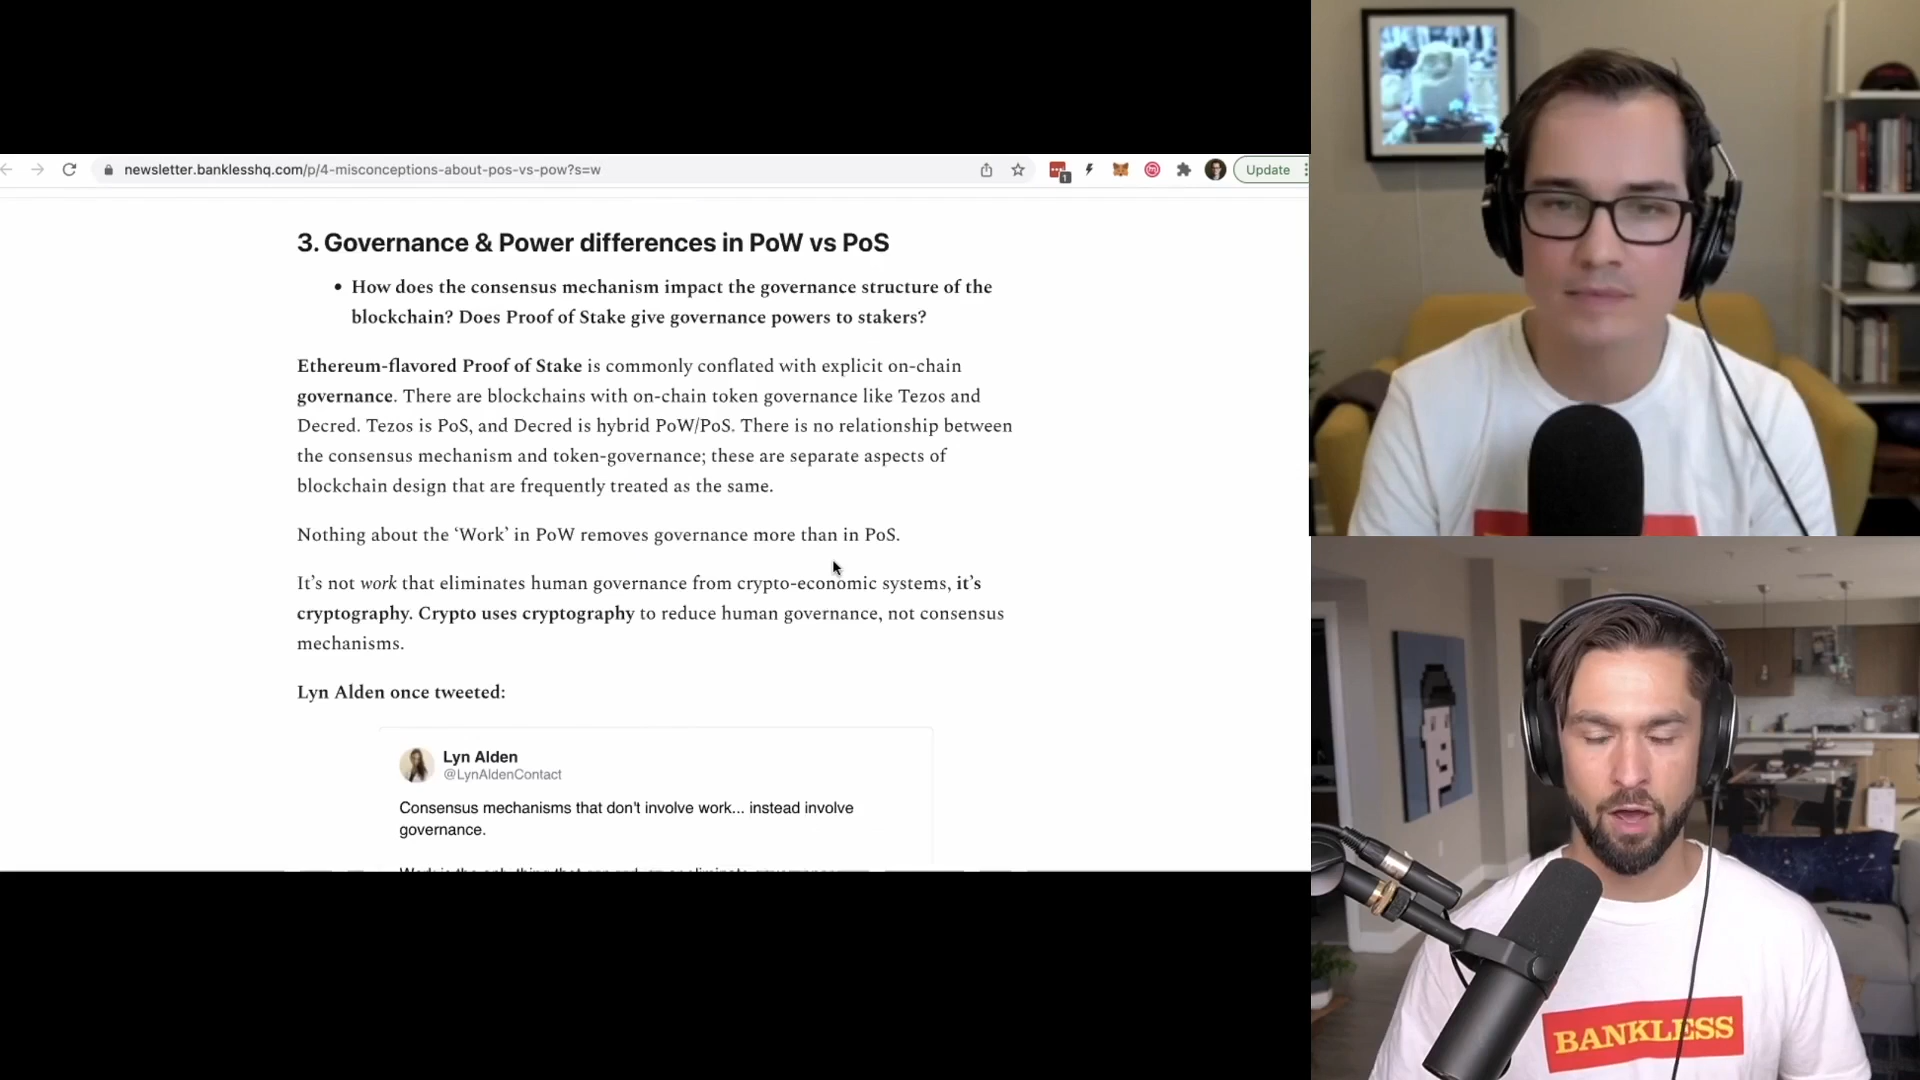 newsletter.banklesshq.com/p/4-misconceptions-about-pos-vs-pow?s=w
1
Update
3. Governance & Power differences in PoW vs PoS
• How does the consensus mechanism impact the governance structure of the
blockchain? Does Proof of Stake give governance powers to stakers?
Ethereum-flavored Proof of Stake is commonly conflated with explicit on-chain
governance. There are blockchains with on-chain token governance like Tezos and
Decred. Tezos is PoS, and Decred is hybrid PoW/PoS. There is no relationship between
the consensus mechanism and token-governance; these are separate aspects of
blockchain design that are frequently treated as the same.
Nothing about the ‘Work’ in PoW removes governance more than in PoS.
It’s not work that eliminates human governance from crypto-economic systems, it’s
cryptography. Crypto uses cryptography to reduce human governance, not consensus
mechanisms.
Lyn Alden once tweeted:
Lyn Alden
@LynAldenContact
Consensus mechanisms that don't involve work... instead involve
governance.
BANKLESS